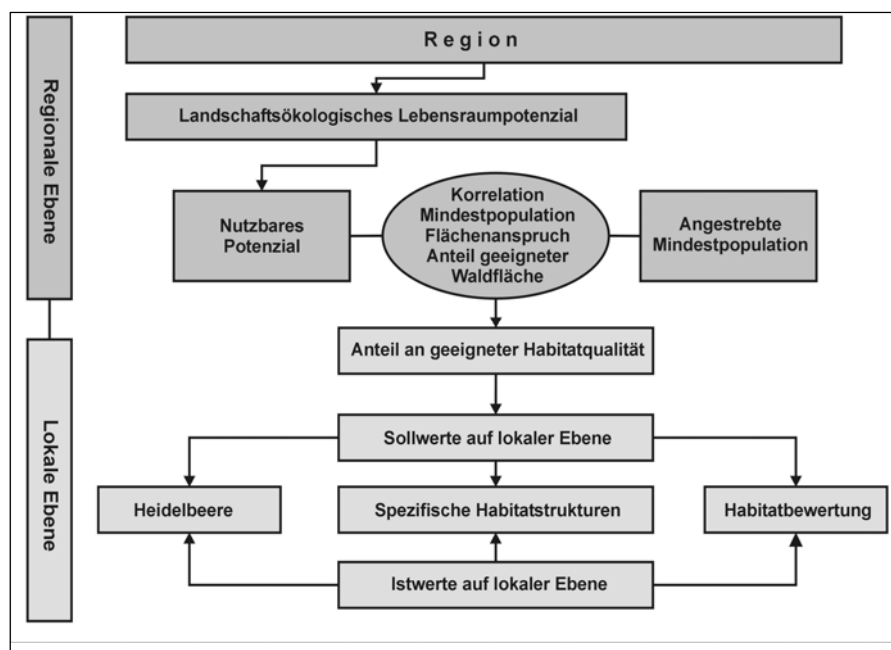 Regionale Ebene
Region
Landschaftsökologisches Lebensraumpotenzial
Nutzbares
Potenzial
Korrelation
Mindestpopulation
Flächenanspruch
Anteil geeigneter
Waldfläche
Angestrebte
Mindestpopulation
Lokale Ebene
Anteil an geeigneter Habitatqualität
Sollwerte auf lokaler Ebene
Heidelbeere
Spezifische Habitatstrukturen
Habitatbewertung
Istwerte auf lokaler Ebene